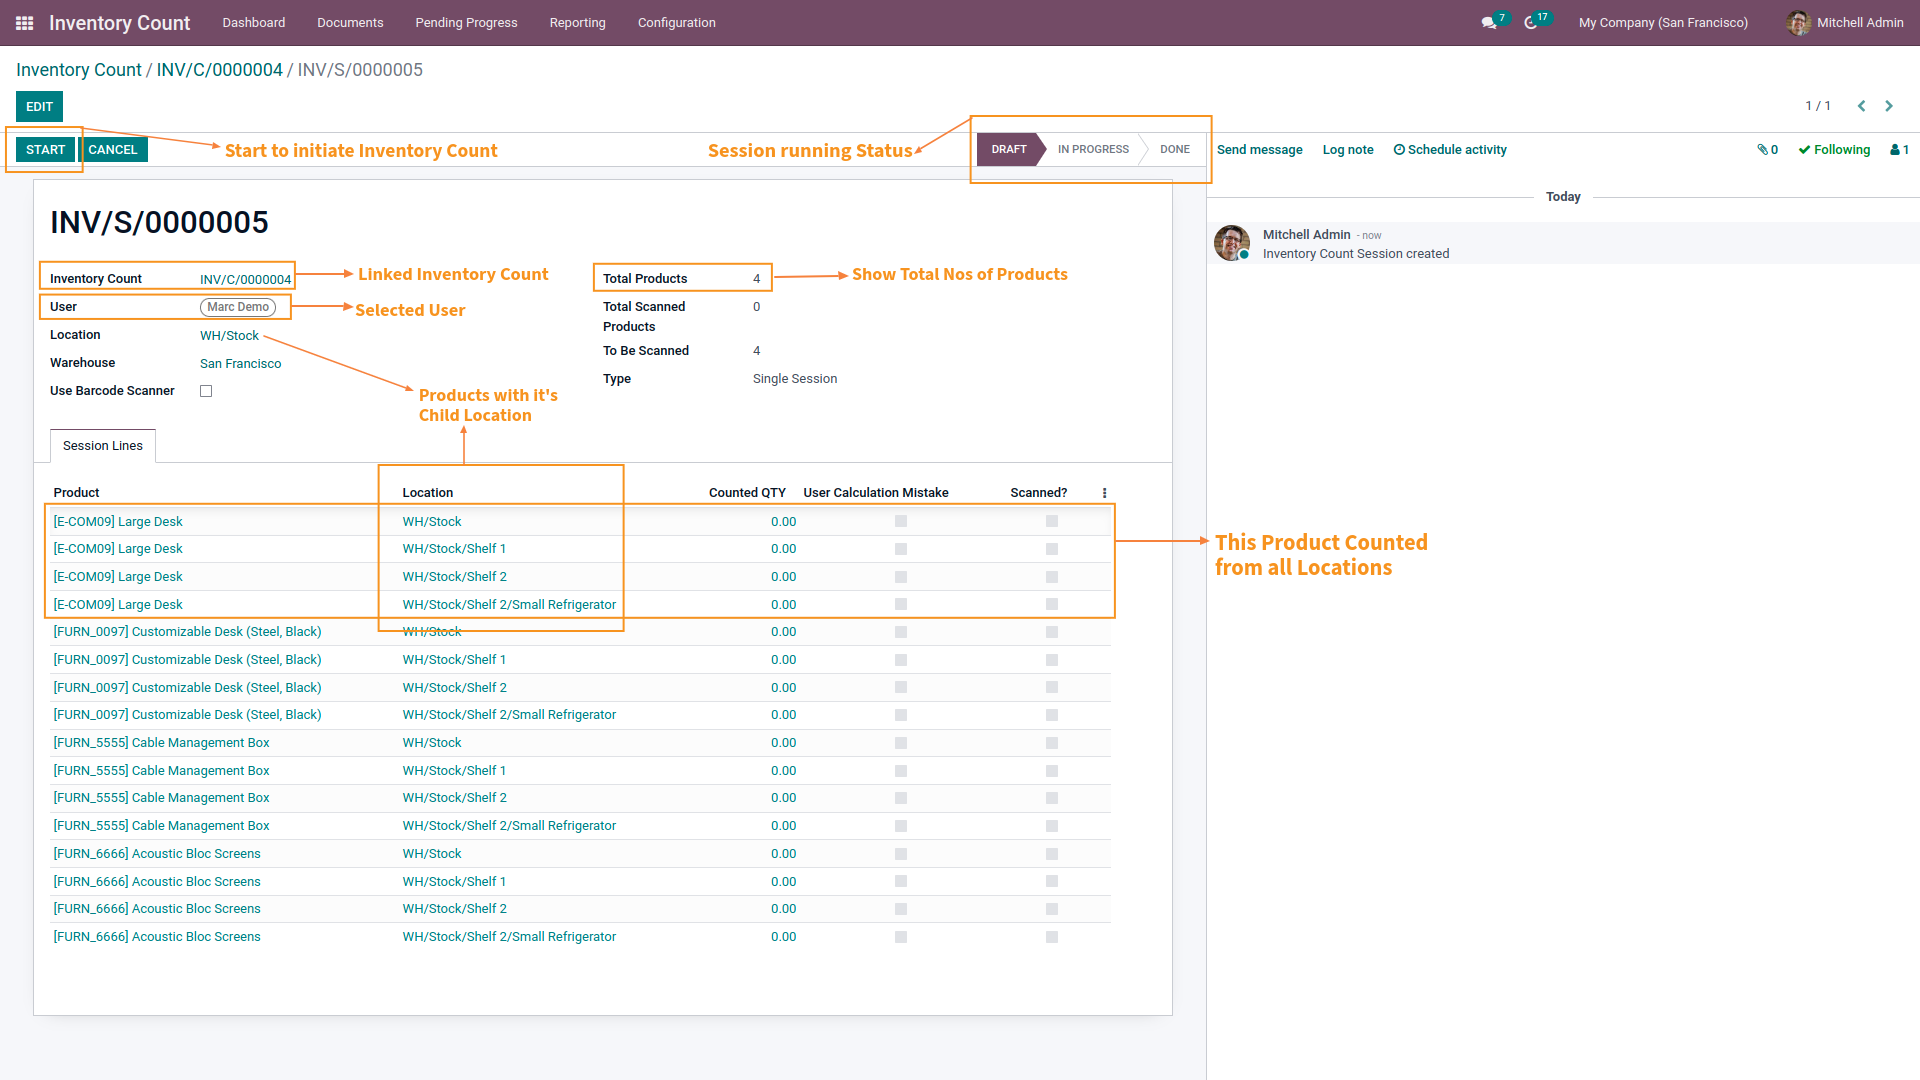 Inventory Count Dashboard Documents Pending Progress Reporting Configuration 7 17 My Company (San Francisco) Mitchell Admin
Inventory Count / INV/C/0000004 / INV/S/0000005
EDIT
1 / 1
START CANCEL
Start to initiate Inventory Count
Session running Status
DRAFT IN PROGRESS DONE
Send message Log note Schedule activity 0 Following 1
Today
Mitchell Admin - now
Inventory Count Session created
INV/S/0000005
Inventory Count INV/C/0000004
Linked Inventory Count
User Marc Demo
Selected User
Location WH/Stock
Warehouse San Francisco
Use Barcode Scanner
Products with it's
Child Location
Total Products 4
Show Total Nos of Products
Total Scanned
Products
0
To Be Scanned 4
Type Single Session
Session Lines
Product Location Counted QTY User Calculation Mistake Scanned?
[E-COM09] Large Desk WH/Stock 0.00
[E-COM09] Large Desk WH/Stock/Shelf 1 0.00
[E-COM09] Large Desk WH/Stock/Shelf 2 0.00
[E-COM09] Large Desk WH/Stock/Shelf 2/Small Refrigerator 0.00
This Product Counted
from all Locations
[FURN_0097] Customizable Desk (Steel, Black) WH/Stock 0.00
[FURN_0097] Customizable Desk (Steel, Black) WH/Stock/Shelf 1 0.00
[FURN_0097] Customizable Desk (Steel, Black) WH/Stock/Shelf 2 0.00
[FURN_0097] Customizable Desk (Steel, Black) WH/Stock/Shelf 2/Small Refrigerator 0.00
[FURN_5555] Cable Management Box WH/Stock 0.00
[FURN_5555] Cable Management Box WH/Stock/Shelf 1 0.00
[FURN_5555] Cable Management Box WH/Stock/Shelf 2 0.00
[FURN_5555] Cable Management Box WH/Stock/Shelf 2/Small Refrigerator 0.00
[FURN_6666] Acoustic Bloc Screens WH/Stock 0.00
[FURN_6666] Acoustic Bloc Screens WH/Stock/Shelf 1 0.00
[FURN_6666] Acoustic Bloc Screens WH/Stock/Shelf 2 0.00
[FURN_6666] Acoustic Bloc Screens WH/Stock/Shelf 2/Small Refrigerator 0.00